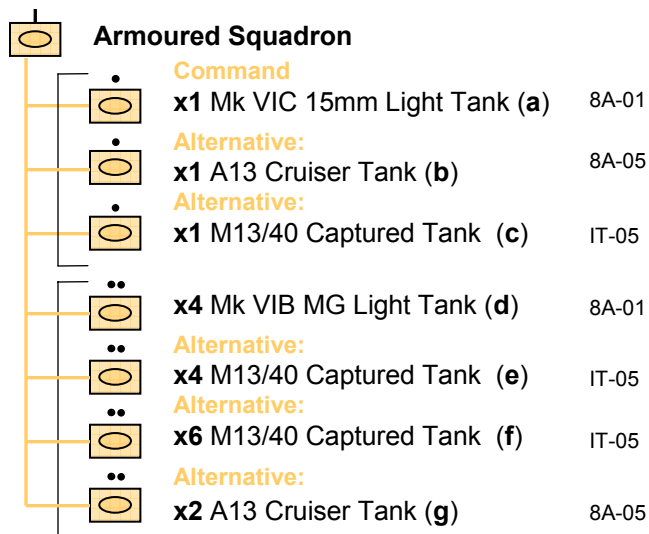 Armoured Squadron
Command
x1 Mk VIC 15mm Light Tank (a) 8A-01
Alternative:
x1 A13 Cruiser Tank (b) 8A-05
Alternative:
x1 M13/40 Captured Tank (c) IT-05
x4 Mk VIB MG Light Tank (d) 8A-01
Alternative:
x4 M13/40 Captured Tank (e) IT-05
Alternative:
x6 M13/40 Captured Tank (f) IT-05
Alternative:
x2 A13 Cruiser Tank (g) 8A-05